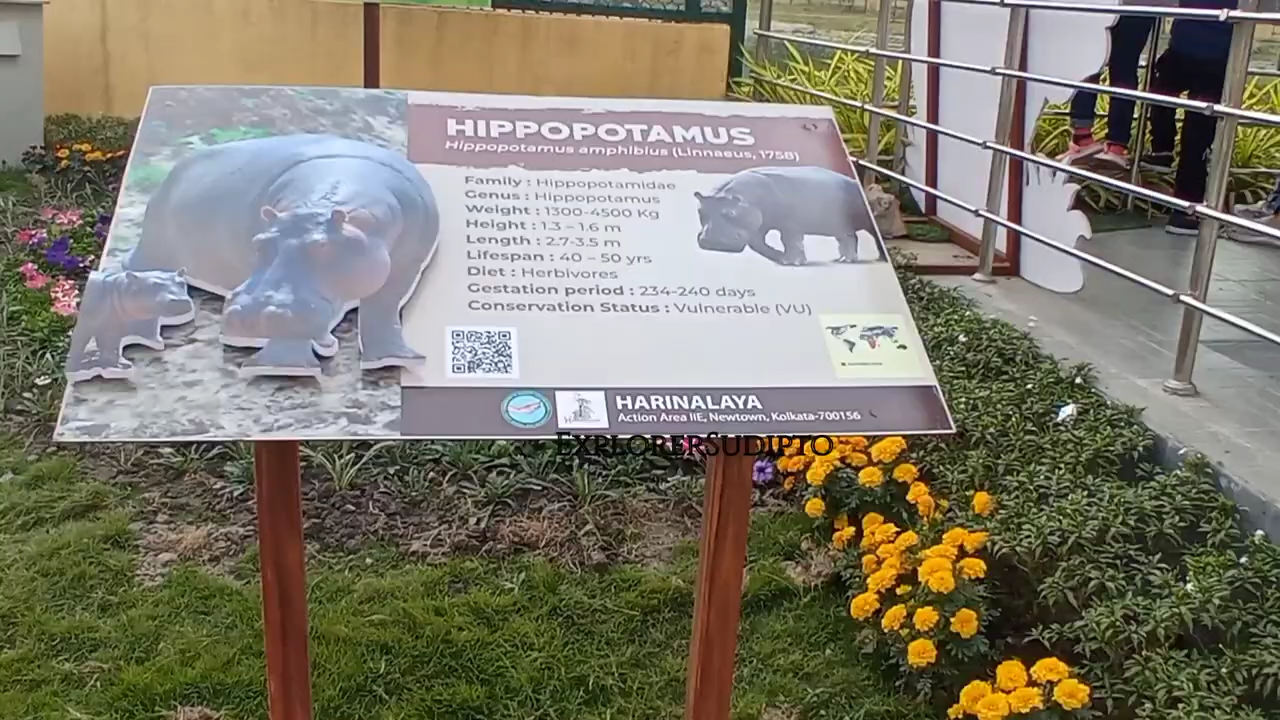 HIPPOPOTAMUS
Hippopotamus amphibius (Linnaeus, 1758)
Family : Hippopotamidae
Genus : Hippopotamus
Weight : 1300-4500 Kg
Height : 1.3 – 1.6 m
Length : 2.7-3.5 m
Lifespan : 40 – 50 yrs
Diet : Herbivores
Gestation period : 234-240 days
Conservation Status : Vulnerable (VU)
HARINALAYA
Action Area IIE, Newtown, Kolkata-700156
ExplorerSudipto